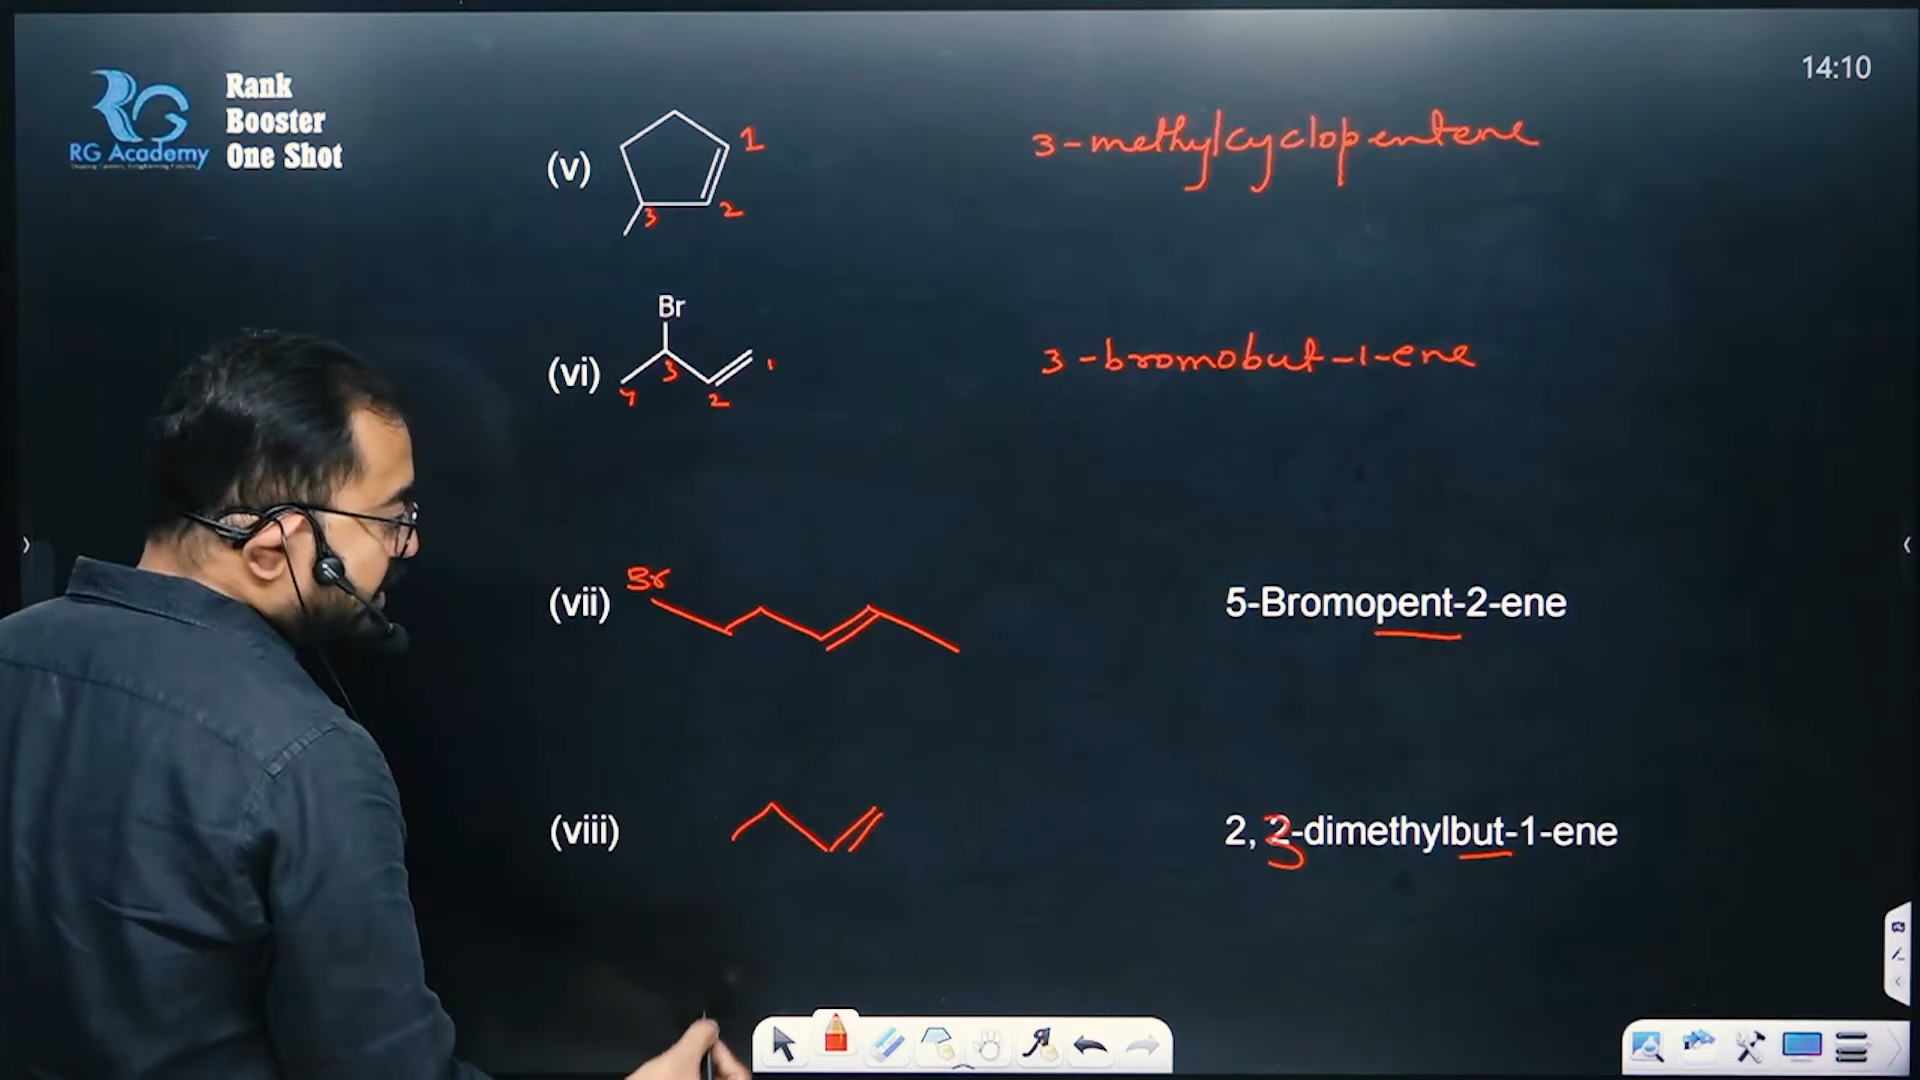 14:10
Rank
Booster
One Shot
RG Academy
(v)
1
2
3
3-methylcyclopentene
Br
(vi)
1
2
3
4
3-bromobut-1-ene
Br
(vii)
5-Bromopent-2-ene
(viii)
2, 3-dimethylbut-1-ene